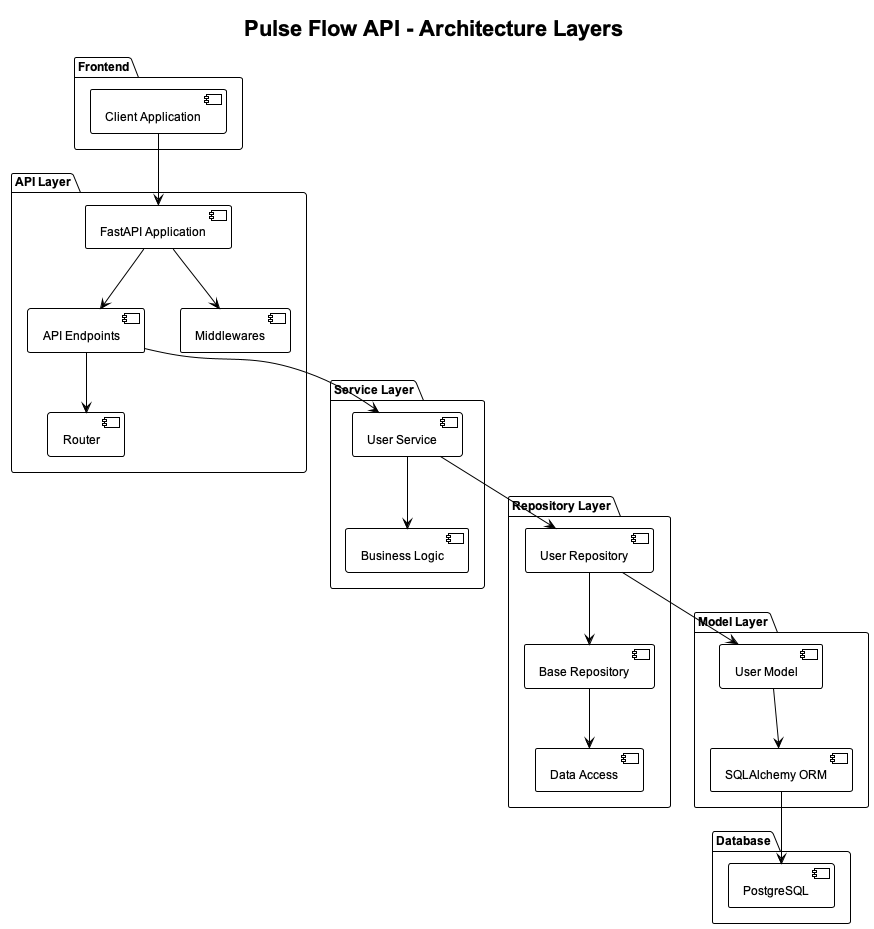 Pulse Flow API - Architecture Layers
Frontend
Client Application
API Layer
FastAPI Application
API Endpoints
Middlewares
Router
Service Layer
User Service
Business Logic
Repository Layer
User Repository
Base Repository
Data Access
Model Layer
User Model
SQLAlchemy ORM
Database
PostgreSQL